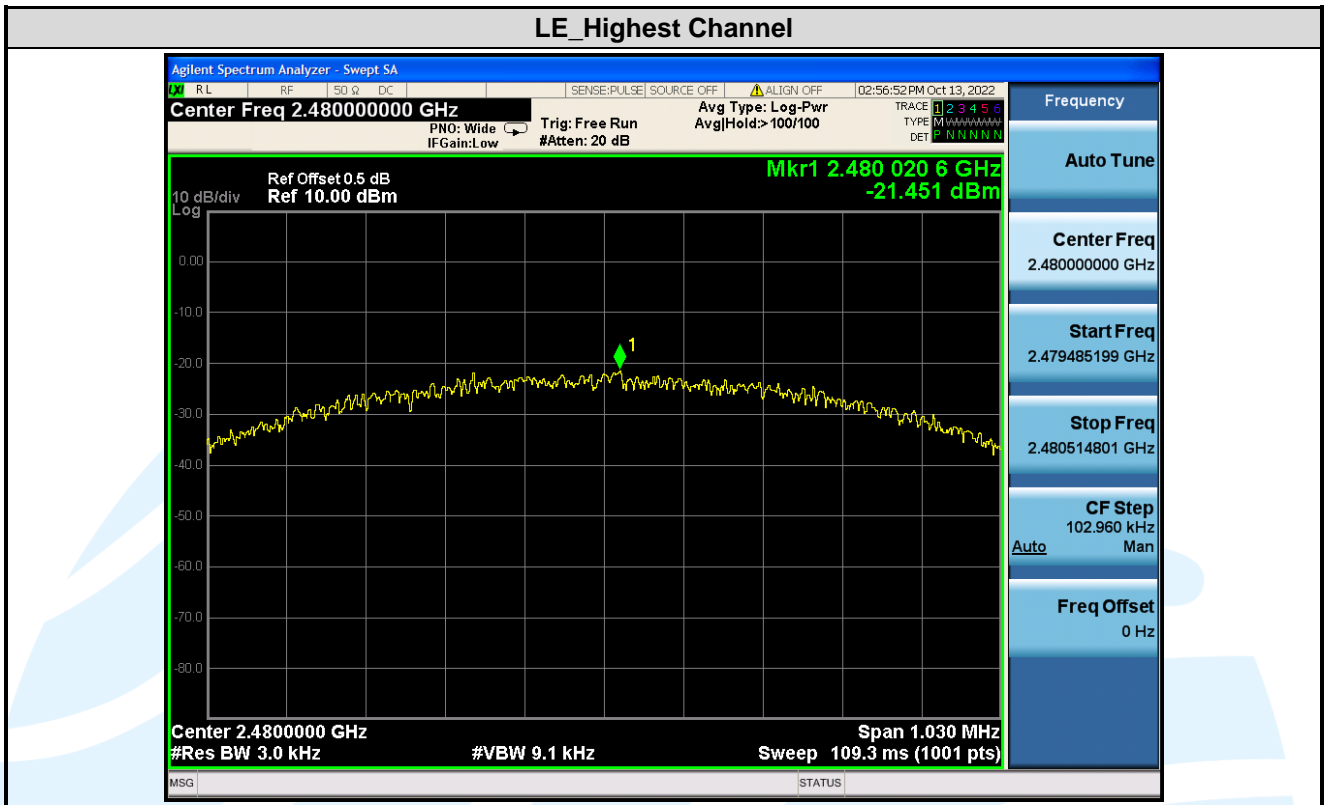 LE_Highest Channel
Agilent Spectrum Analyzer - Swept SA
LXI RL RF 50 Ω DC SENSE:PULSE SOURCE OFF ALIGN OFF 02:56:52 PM Oct 13, 2022
Center Freq 2.480000000 GHz
PNO: Wide
IFGain:Low
Trig: Free Run
#Atten: 20 dB
Avg Type: Log-Pwr
Avg|Hold:>100/100
TRACE 1 2 3 4 5 6
TYPE M
DET P N N N N N
Frequency
Mkr1 2.480 020 6 GHz
-21.451 dBm
Ref Offset 0.5 dB
10 dB/div Ref 10.00 dBm
Log
0.00
-10.0
-20.0
-30.0
-40.0
-50.0
-60.0
-70.0
-80.0
1
Center 2.4800000 GHz Span 1.030 MHz
#Res BW 3.0 kHz #VBW 9.1 kHz Sweep 109.3 ms (1001 pts)
Auto Tune
Center Freq
2.480000000 GHz
Start Freq
2.479485199 GHz
Stop Freq
2.480514801 GHz
CF Step
102.960 kHz
Auto Man
Freq Offset
0 Hz
MSG STATUS